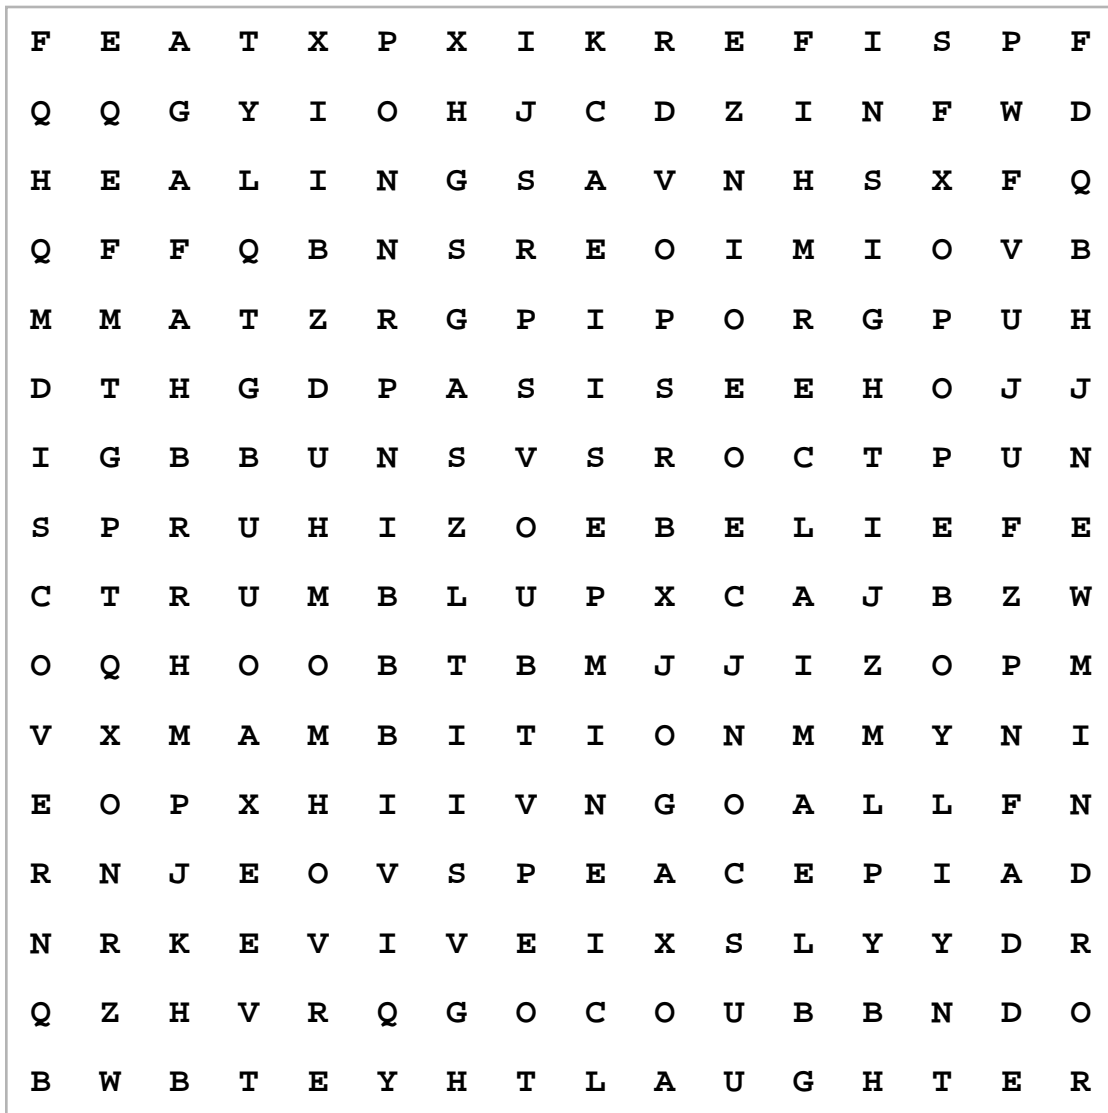 F E A T X P X I K R E F I S P F
Q Q G Y I O H J C D Z I N F W D
H E A L I N G S A V N H S X F Q
Q F F Q B N S R E O I M I O V B
M M A T Z R G P I P O R G P U H
D T H G D P A S I S E E H O J J
I G B B U N S V S R O C T P U N
S P R U H I Z O E B E L I E F E
C T R U M B L U P X C A J B Z W
O Q H O O B T B M J J I Z O P M
V X M A M B I T I O N M M Y N I
E O P X H I I V N G O A L L F N
R N J E O V S P E A C E P I A D
N R K E V I V E I X S L Y Y D R
Q Z H V R Q G O C O U B B N D O
B W B T E Y H T L A U G H T E R